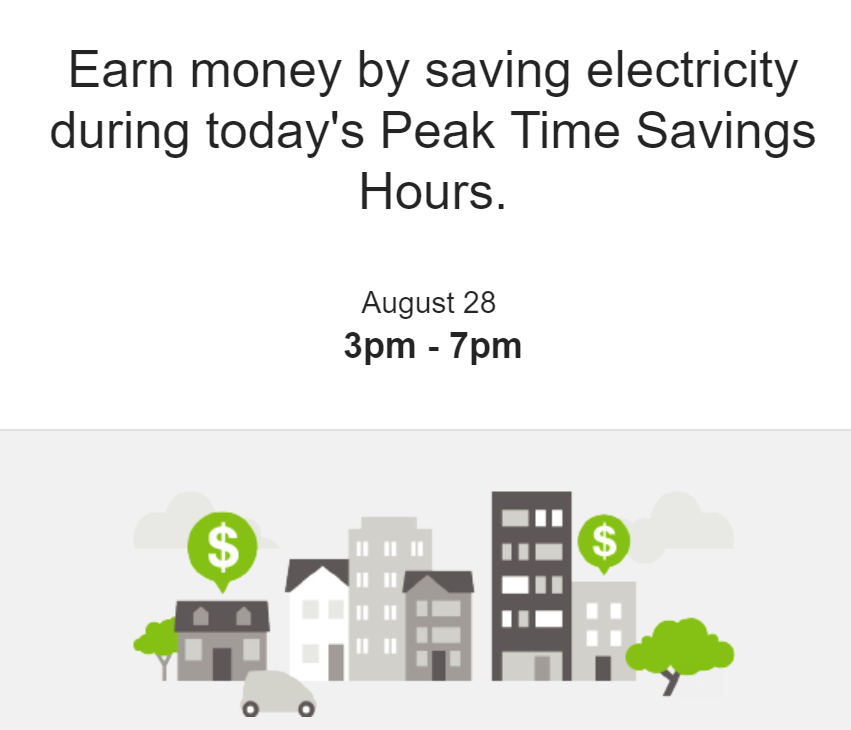 Earn money by saving electricity
during today's Peak Time Savings
Hours.
August 28
3pm - 7pm
$
$